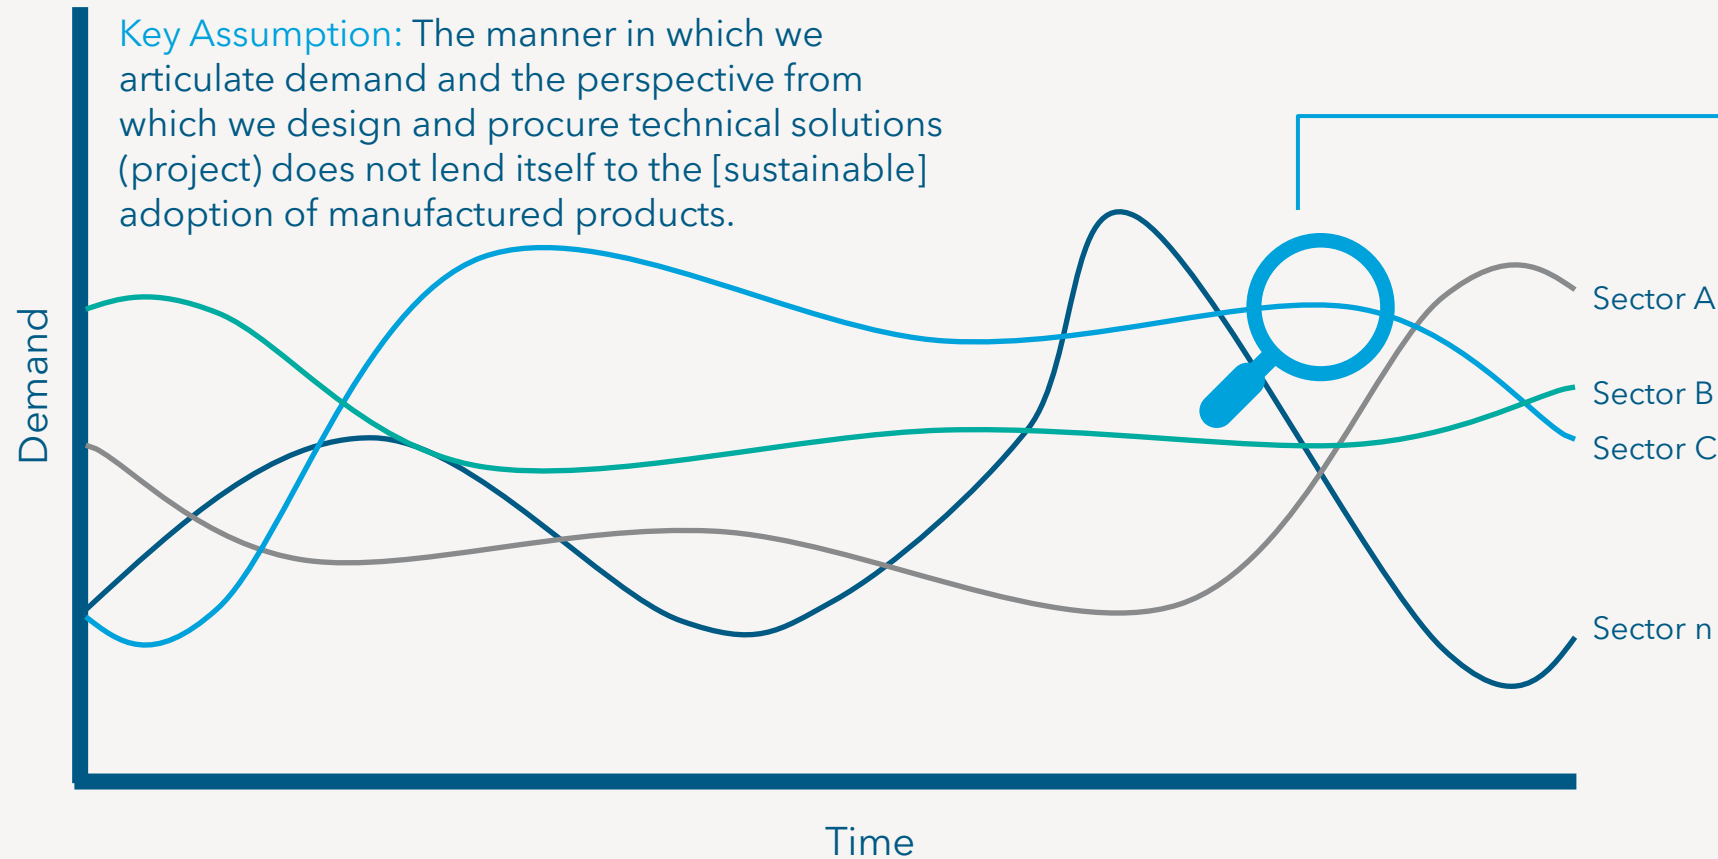 Key Assumption: The manner in which we
articulate demand and the perspective from
which we design and procure technical solutions
(project) does not lend itself to the [sustainable]
adoption of manufactured products.
Demand
Sector A
Sector B
Sector C
Sector n
Time